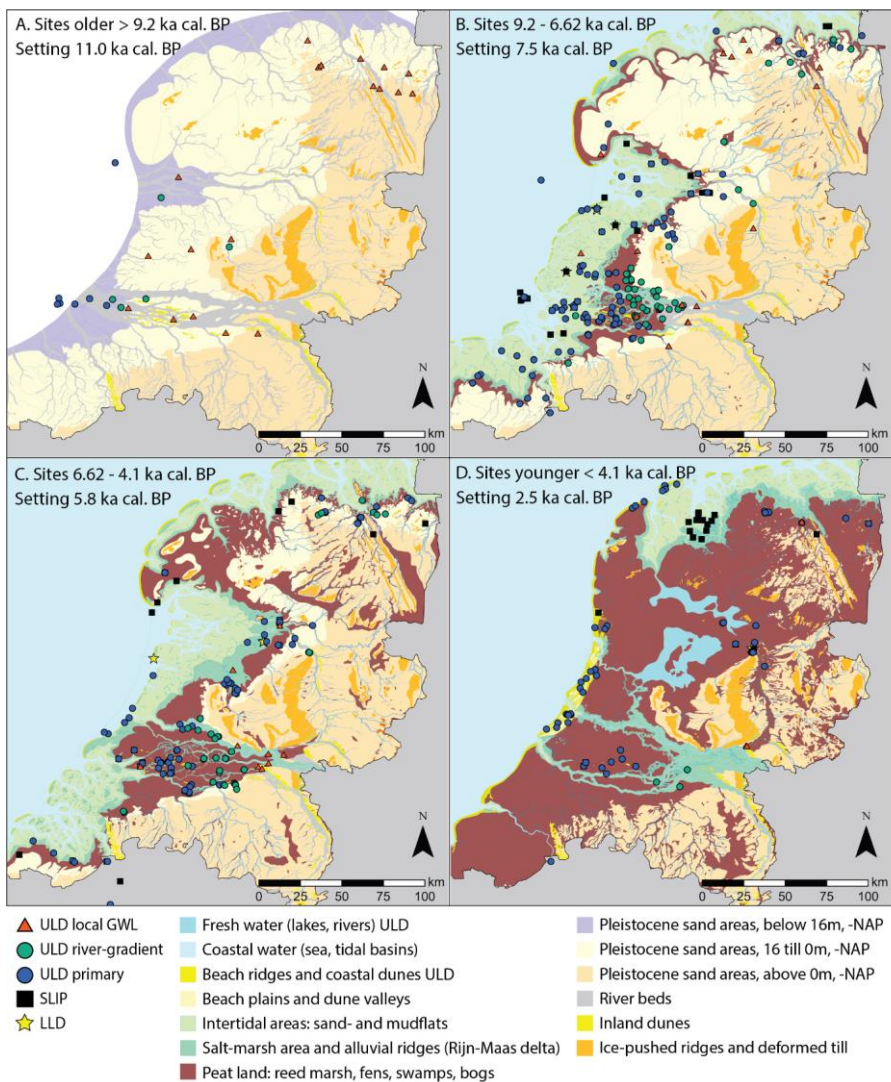 A. Sites older > 9.2 ka cal. BP
Setting 11.0 ka cal. BP
N
0 25 50 75 100
km
B. Sites 9.2 - 6.62 ka cal. BP
Setting 7.5 ka cal. BP
N
0 25 50 75 100
km
C. Sites 6.62 - 4.1 ka cal. BP
Setting 5.8 ka cal. BP
N
0 25 50 75 100
km
D. Sites younger < 4.1 ka cal. BP
Setting 2.5 ka cal. BP
N
0 25 50 75 100
km
ULD local GWL
ULD river-gradient
ULD primary
SLIP
LLD
Fresh water (lakes, rivers) ULD
Coastal water (sea, tidal basins)
Beach ridges and coastal dunes ULD
Beach plains and dune valleys
Intertidal areas: sand- and mudflats
Salt-marsh area and alluvial ridges (Rijn-Maas delta)
Peat land: reed marsh, fens, swamps, bogs
Pleistocene sand areas, below 16m, -NAP
Pleistocene sand areas, 16 till 0m, -NAP
Pleistocene sand areas, above 0m, -NAP
River beds
Inland dunes
Ice-pushed ridges and deformed till